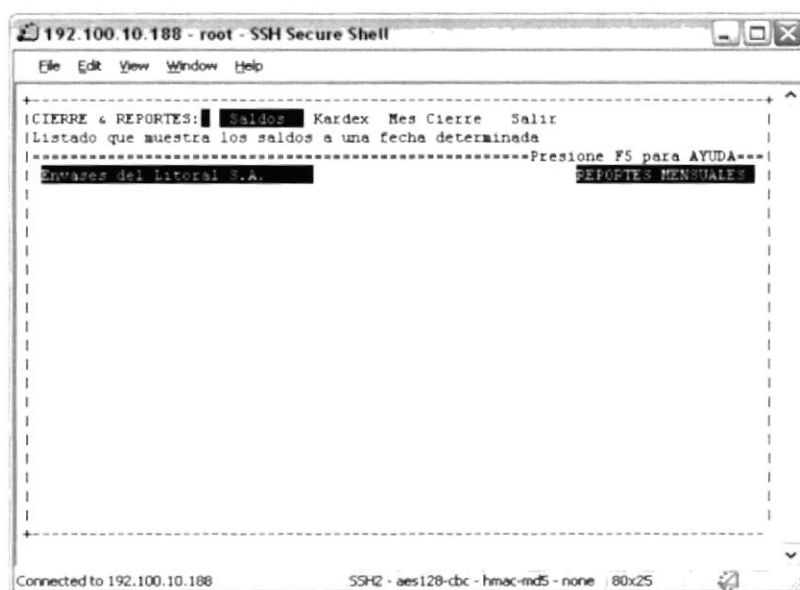 192.100.10.188 - root - SSH Secure Shell
File Edit View Window Help
CIERRE & REPORTES: Saldos Kardex Mes Cierre Salir
Listado que muestra los saldos a una fecha determinada
Presione F5 para AYUDA
Envases del Litoral S.A. REPORTES MENSUALES
Connected to 192.100.10.188 SSH2 - aes128-cbc - hmac-md5 - none 80x25